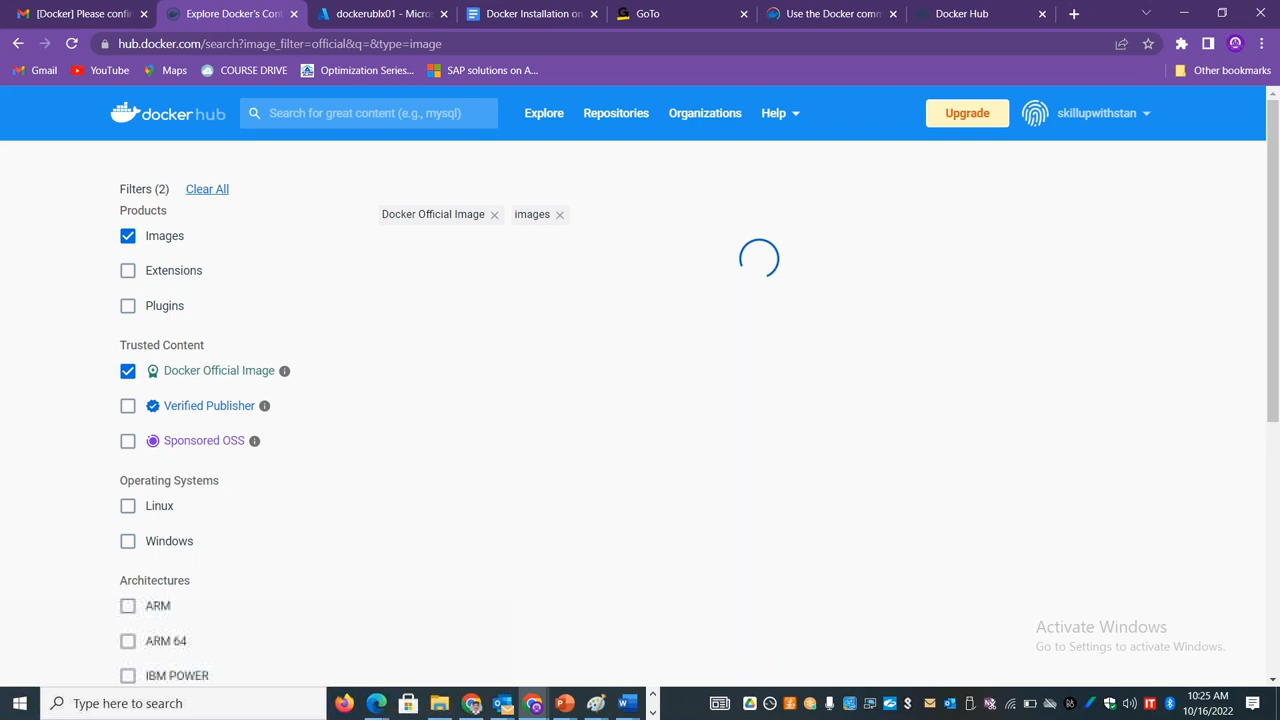 [Docker] Please confir
Explore Docker's Cont
dockerublx01 - Micros
Docker Installation on
GoTo
Use the Docker comm
Docker Hub
hub.docker.com/search?image_filter=official&q=&type=image
Gmail
YouTube
Maps
COURSE DRIVE
Optimization Series...
SAP solutions on A...
Other bookmarks
docker hub
Search for great content (e.g., mysql)
Explore
Repositories
Organizations
Help
Upgrade
skillupwithstan
Filters (2)
Clear All
Products
Docker Official Image
images
Images
Extensions
Plugins
Trusted Content
Docker Official Image
Verified Publisher
Sponsored OSS
Operating Systems
Linux
Windows
Architectures
ARM
ARM 64
IBM POWER
Activate Windows
Go to Settings to activate Windows.
Type here to search
10:25 AM
10/16/2022